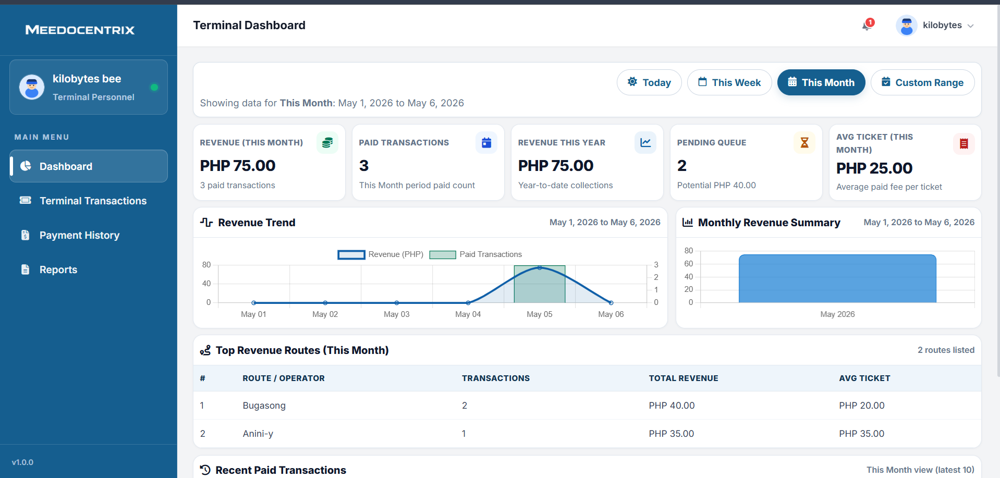 MEEDOCENTRIX
kilobytes bee
Terminal Personnel
MAIN MENU
Dashboard
Terminal Transactions
Payment History
Reports
v1.0.0
Terminal Dashboard
1
kilobytes
Today
This Week
This Month
Custom Range
Showing data for This Month: May 1, 2026 to May 6, 2026
REVENUE (THIS MONTH)
PHP 75.00
3 paid transactions
PAID TRANSACTIONS
3
This Month period paid count
REVENUE THIS YEAR
PHP 75.00
Year-to-date collections
PENDING QUEUE
2
Potential PHP 40.00
AVG TICKET (THIS
MONTH)
PHP 25.00
Average paid fee per ticket
Revenue Trend
May 1, 2026 to May 6, 2026
Revenue (PHP)
Paid Transactions
80
40
0
3
2
1
0
May 01
May 02
May 03
May 04
May 05
May 06
Monthly Revenue Summary
May 1, 2026 to May 6, 2026
80
60
40
20
0
May 2026
Top Revenue Routes (This Month)
2 routes listed
# ROUTE / OPERATOR TRANSACTIONS TOTAL REVENUE AVG TICKET
1 Bugasong 2 PHP 40.00 PHP 20.00
2 Anini-y 1 PHP 35.00 PHP 35.00
Recent Paid Transactions
This Month view (latest 10)